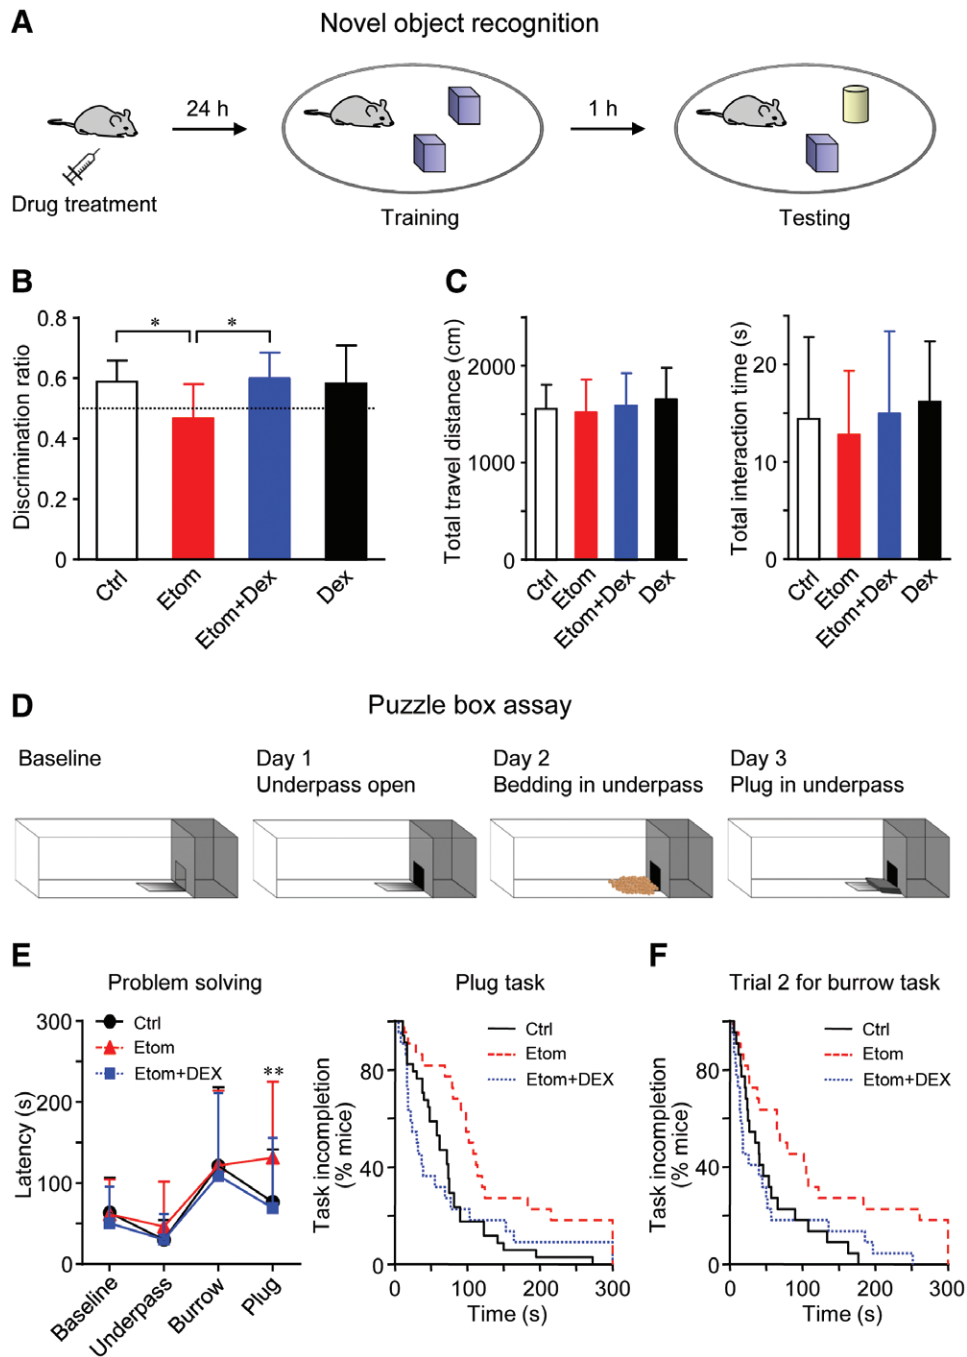 A
Novel object recognition
24 h
1 h
Drug treatment
Training
Testing
B
Discrimination ratio
0.8
0.6
0.4
0.2
0
*
*
Ctrl
Etom
Etom+Dex
Dex
C
Total travel distance (cm)
2000
1000
0
Ctrl
Etom
Etom+Dex
Dex
Total interaction time (s)
20
10
0
Ctrl
Etom
Etom+Dex
Dex
D
Puzzle box assay
Baseline
Day 1
Underpass open
Day 2
Bedding in underpass
Day 3
Plug in underpass
E
Problem solving
Latency (s)
300
200
100
0
Ctrl
Etom
Etom+DEX
**
Baseline
Underpass
Burrow
Plug
Plug task
Task incompletion
(% mice)
80
40
0
Ctrl
Etom
Etom+DEX
0
100
200
300
Time (s)
F
Trial 2 for burrow task
Task incompletion
(% mice)
80
40
0
Ctrl
Etom
Etom+DEX
0
100
200
300
Time (s)